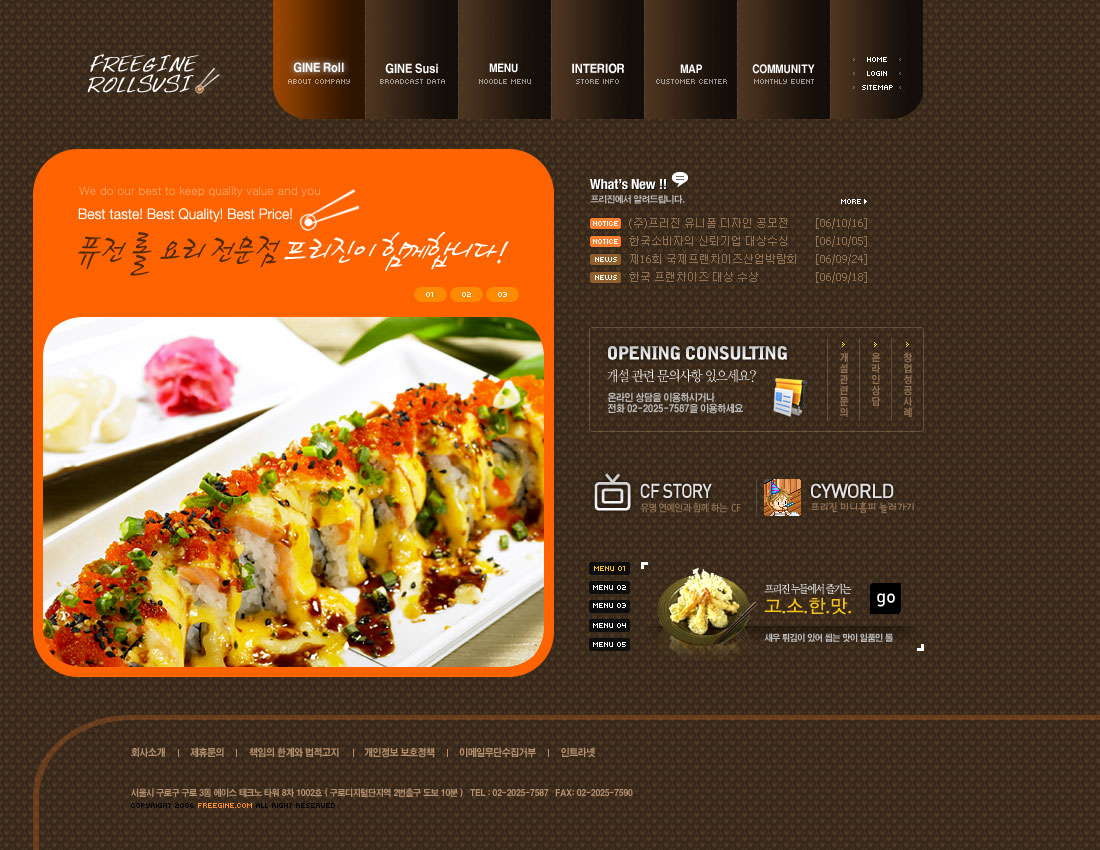 FREEGINE
ROLLSUSI
GINE Roll
ABOUT COMPANY
GINE Susi
BROADCAST DATA
MENU
NOODLE MENU
INTERIOR
STORE INFO
MAP
CUSTOMER CENTER
COMMUNITY
MONTHLY EVENT
HOME
LOGIN
SITEMAP
We do our best to keep quality value and you
Best taste! Best Quality! Best Price!
퓨전 롤 요리 전문점 프리진이 함께합니다!
01 02 03
What's New !!
프리진에서 알려드립니다.
MORE
NOTICE (주)프리진 유니폼 디자인 공모전 [06/10/16]
NOTICE 한국소비자의 신뢰기업 대상수상 [06/10/05]
NEWS 제16회 국제프랜차이즈산업박람회 [06/09/24]
NEWS 한국 프랜차이즈 대상 수상 [06/09/18]
OPENING CONSULTING
개설 관련 문의사항 있으세요?
온라인 상담을 이용하시거나
전화 02-2025-7587을 이용하세요
개설관련문의
온라인상담
창업성공사례
CF STORY
유명 연예인과 함께 하는 CF
CYWORLD
프리진 미니홈피 놀러가기
MENU 01
MENU 02
MENU 03
MENU 04
MENU 05
프리진 누들에서 즐기는
고.소.한.맛.
go
새우 튀김이 있어 씹는 맛이 일품인 롤
회사소개 | 제휴문의 | 책임의 한계와 법적고지 | 개인정보 보호정책 | 이메일무단수집거부 | 인트라넷
서울시 구로구 구로 3동 에이스 테크노 타워 8차 1002호 ( 구로디지털단지역 2번출구 도보 10분 ) TEL : 02-2025-7587 FAX: 02-2025-7590
COPYRIGHT 2006 FREEGINE.COM ALL RIGHT RESERVED